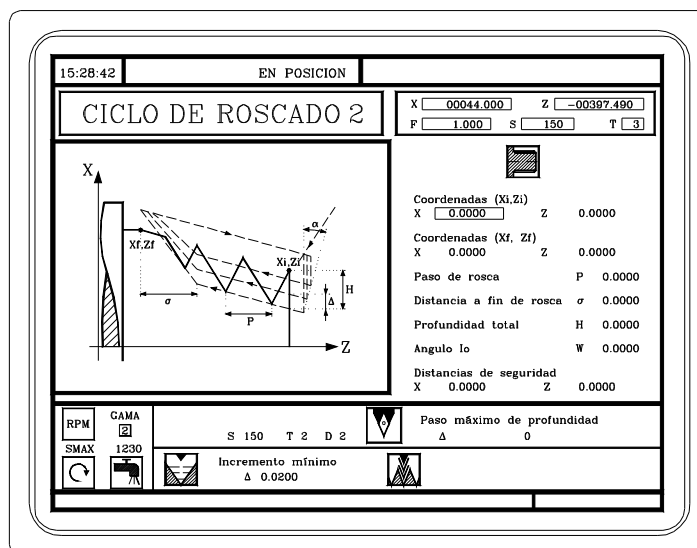 15:28:42 EN POSICION
CICLO DE ROSCADO 2
X 00044.000 Z -00397.490
F 1.000 S 150 T 3
X
Xf,Zf
α
Xi,Zi
H
Δ
σ
P
Z
Coordenadas (Xi,Zi)
X 0.0000 Z 0.0000
Coordenadas (Xf, Zf)
X 0.0000 Z 0.0000
Paso de rosca P 0.0000
Distancia a fin de rosca σ 0.0000
Profundidad total H 0.0000
Angulo Io W 0.0000
Distancias de seguridad
X 0.0000 Z 0.0000
RPM GAMA
2
SMAX 1230
S 150 T 2 D 2
Paso máximo de profundidad
Δ 0
Incremento mínimo
Δ 0.0200